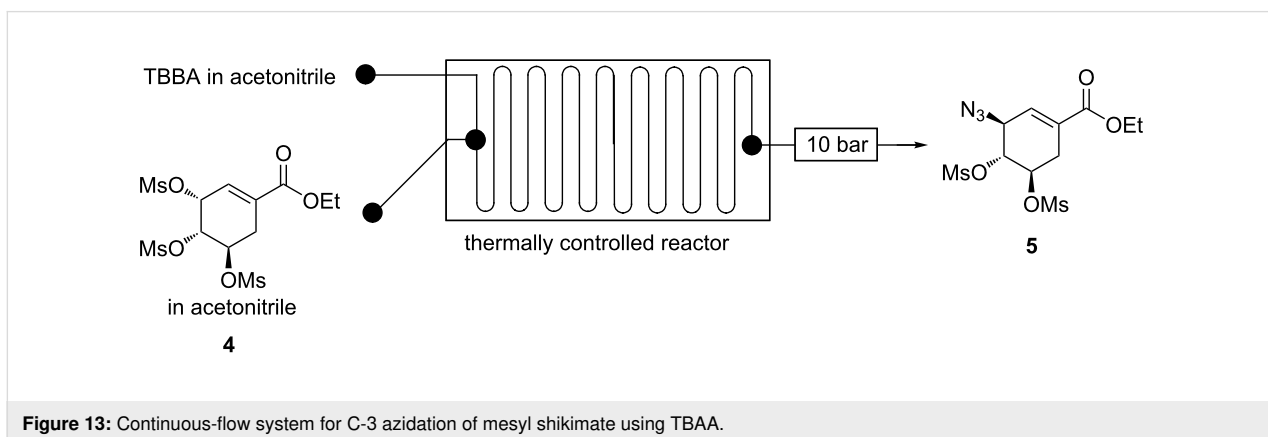 TBBA in acetonitrile
O
MsO
OEt
MsO
OMs
in acetonitrile
4
thermally controlled reactor
10 bar
O
N3
OEt
MsO
OMs
5
Figure 13: Continuous-flow system for C-3 azidation of mesyl shikimate using TBAA.